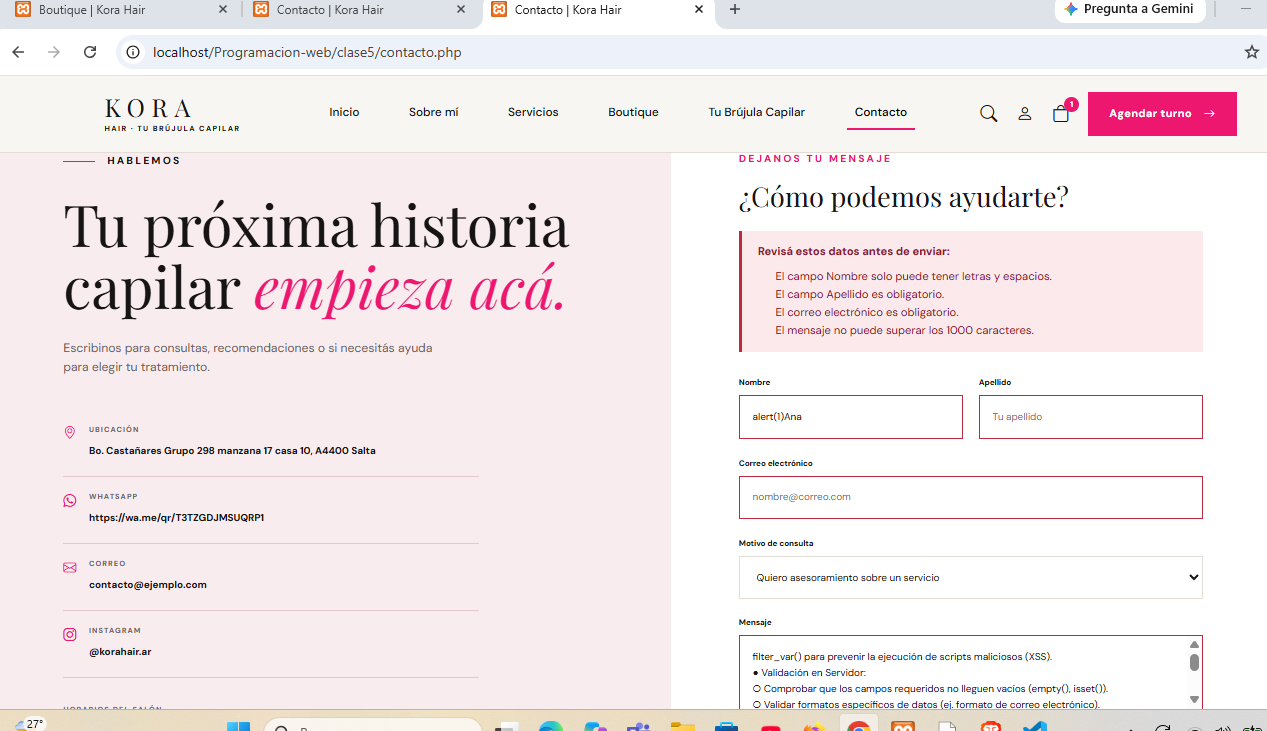 Boutique | Kora Hair
Contacto | Kora Hair
Contacto | Kora Hair
Pregunta a Gemini
localhost/Programacion-web/clase5/contacto.php
KORA
HAIR · TU BRÚJULA CAPILAR
Inicio
Sobre mí
Servicios
Boutique
Tu Brújula Capilar
Contacto
1
Agendar turno →
HABLEMOS
Tu próxima historia
capilar empieza acá.
Escribinos para consultas, recomendaciones o si necesitás ayuda
para elegir tu tratamiento.
UBICACIÓN
Bo. Castañares Grupo 298 manzana 17 casa 10, A4400 Salta
WHATSAPP
https://wa.me/qr/T3TZGDJMSUQRP1
CORREO
contacto@ejemplo.com
INSTAGRAM
@korahair.ar
HORARIOS DEL SALÓN
DEJANOS TU MENSAJE
¿Cómo podemos ayudarte?
Revisá estos datos antes de enviar:
El campo Nombre solo puede tener letras y espacios.
El campo Apellido es obligatorio.
El correo electrónico es obligatorio.
El mensaje no puede superar los 1000 caracteres.
Nombre
alert(1)Ana
Apellido
Tu apellido
Correo electrónico
nombre@correo.com
Motivo de consulta
Quiero asesoramiento sobre un servicio
Mensaje
filter_var() para prevenir la ejecución de scripts maliciosos (XSS).
● Validación en Servidor:
○ Comprobar que los campos requeridos no lleguen vacíos (empty(), isset()).
○ Validar formatos específicos de datos (ej. formato de correo electrónico).
27°